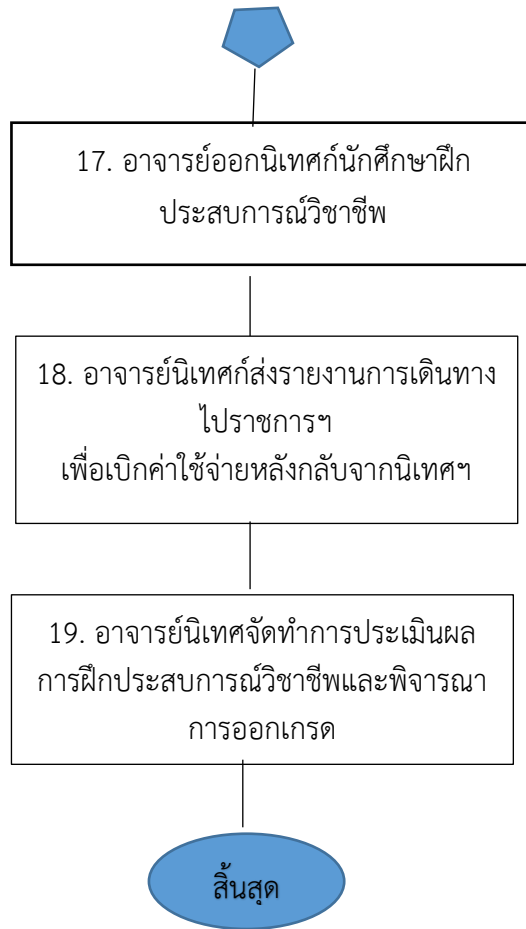 17. อาจารย์ออกนิเทศก์นักศึกษาฝึก
ประสบการณ์วิชาชีพ
18. อาจารย์นิเทศก์ส่งรายงานการเดินทาง
ไปราชการฯ
เพื่อเบิกค่าใช้จ่ายหลังกลับจากนิเทศฯ
19. อาจารย์นิเทศจัดทำการประเมินผล
การฝึกประสบการณ์วิชาชีพและพิจารณา
การออกเกรด
สิ้นสุด